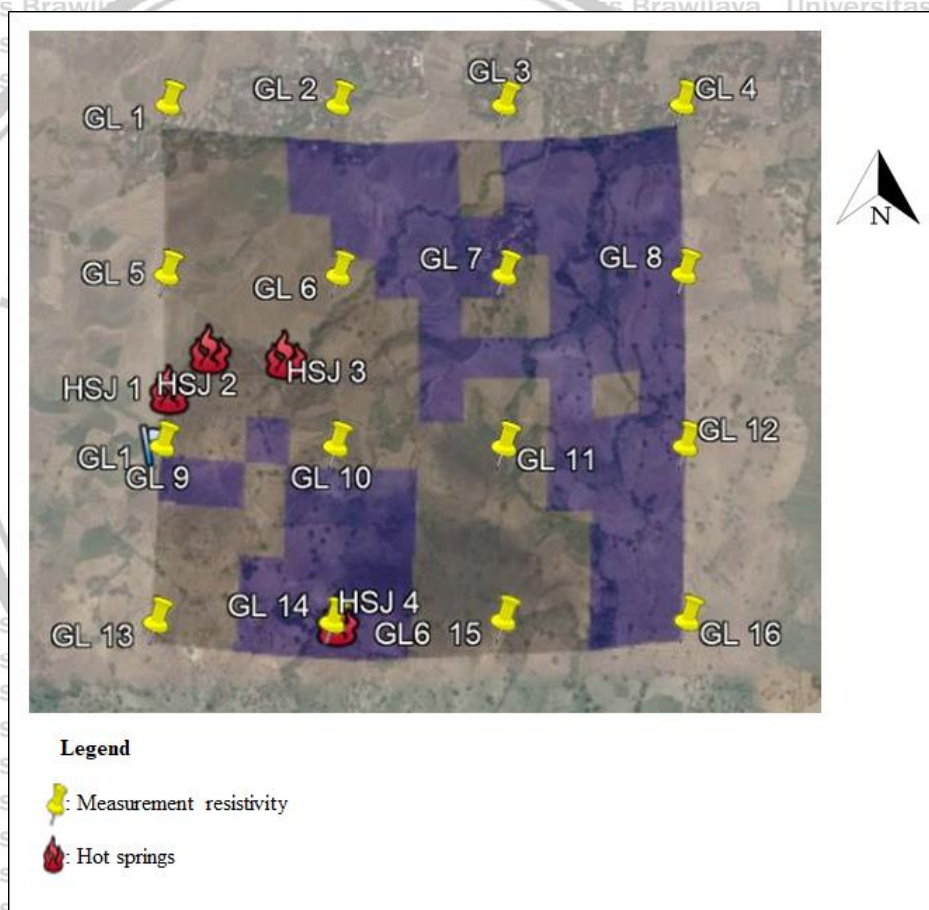 s Brawijaya Universitas
GL 1
GL 2
GL 3
GL 4
GL 5
GL 6
GL 7
GL 8
N
HSJ 1
HSJ 2
HSJ 3
GL1
GL 9
GL 10
GL 11
GL 12
GL 13
GL 14
HSJ 4
GL6 15
GL 16
Legend
: Measurement resistivity
: Hot springs